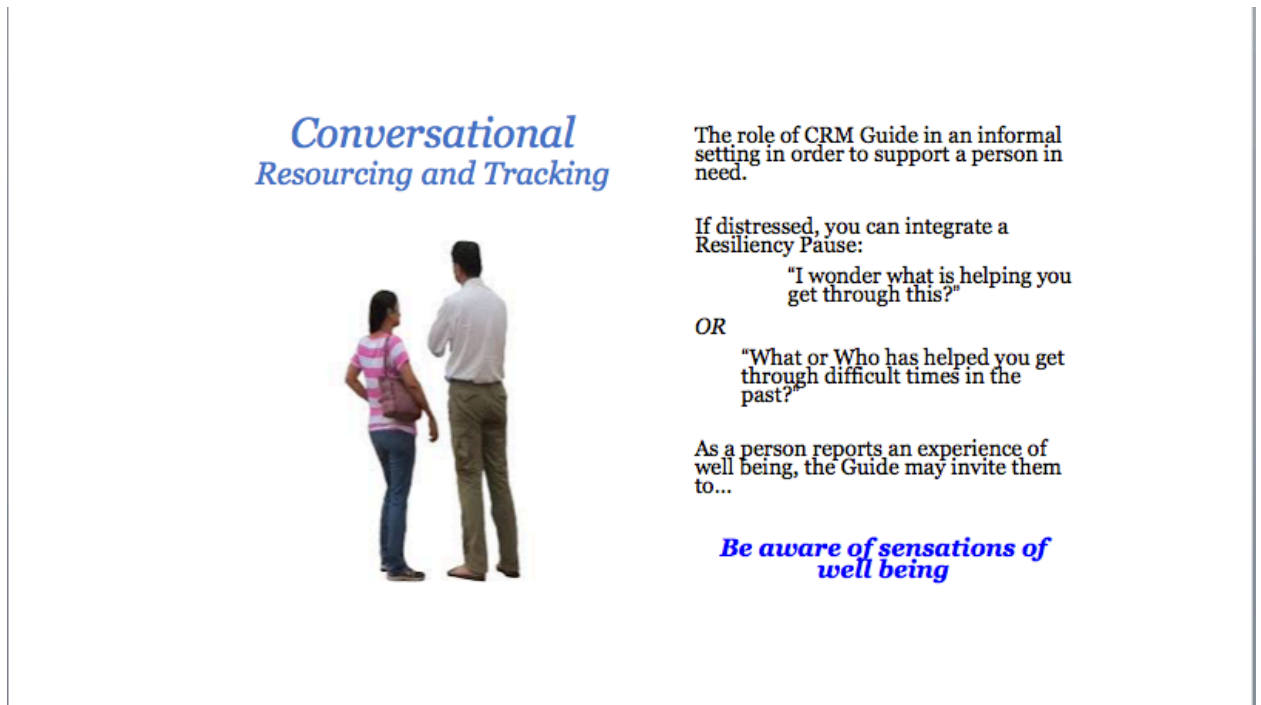 Conversational
Resourcing and Tracking
The role of CRM Guide in an informal
setting in order to support a person in
need.
If distressed, you can integrate a
Resiliency Pause:
“I wonder what is helping you
get through this?”
OR
“What or Who has helped you get
through difficult times in the
past?”
As a person reports an experience of
well being, the Guide may invite them
to...
Be aware of sensations of
well being